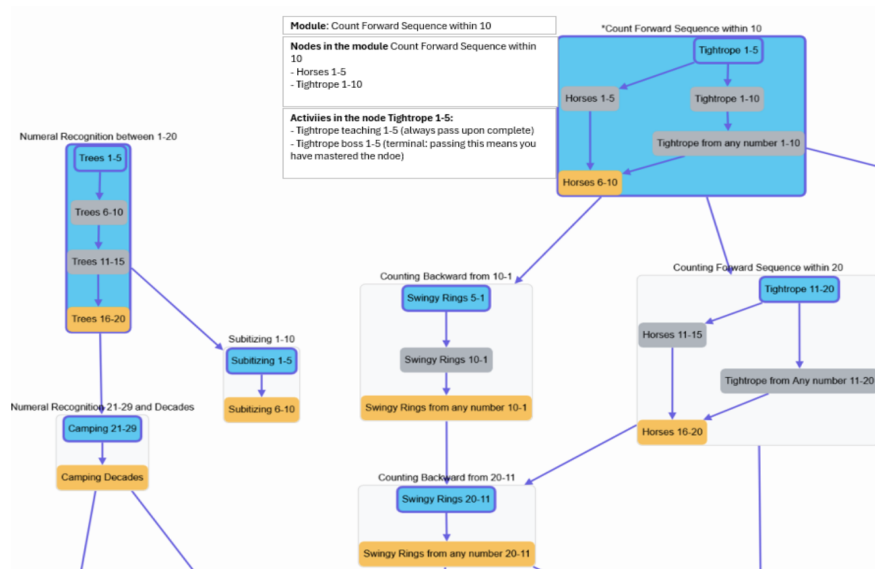 Module: Count Forward Sequence within 10
Nodes in the module Count Forward Sequence within
10
- Horses 1-5
- Tightrope 1-10
Activiies in the node Tightrope 1-5:
- Tightrope teaching 1-5 (always pass upon complete)
- Tightrope boss 1-5 (terminal: passing this means you
have mastered the ndoe)
*Count Forward Sequence within 10
Tightrope 1-5
Horses 1-5
Tightrope 1-10
Tightrope from any number 1-10
Horses 6-10
Numeral Recognition between 1-20
Trees 1-5
Trees 6-10
Trees 11-15
Trees 16-20
Subitizing 1-10
Subitizing 1-5
Subitizing 6-10
Numeral Recognition 21-29 and Decades
Camping 21-29
Camping Decades
Counting Backward from 10-1
Swingy Rings 5-1
Swingy Rings 10-1
Swingy Rings from any number 10-1
Counting Forward Sequence within 20
Tightrope 11-20
Horses 11-15
Tightrope from Any number 11-20
Horses 16-20
Counting Backward from 20-11
Swingy Rings 20-11
Swingy Rings from any number 20-11